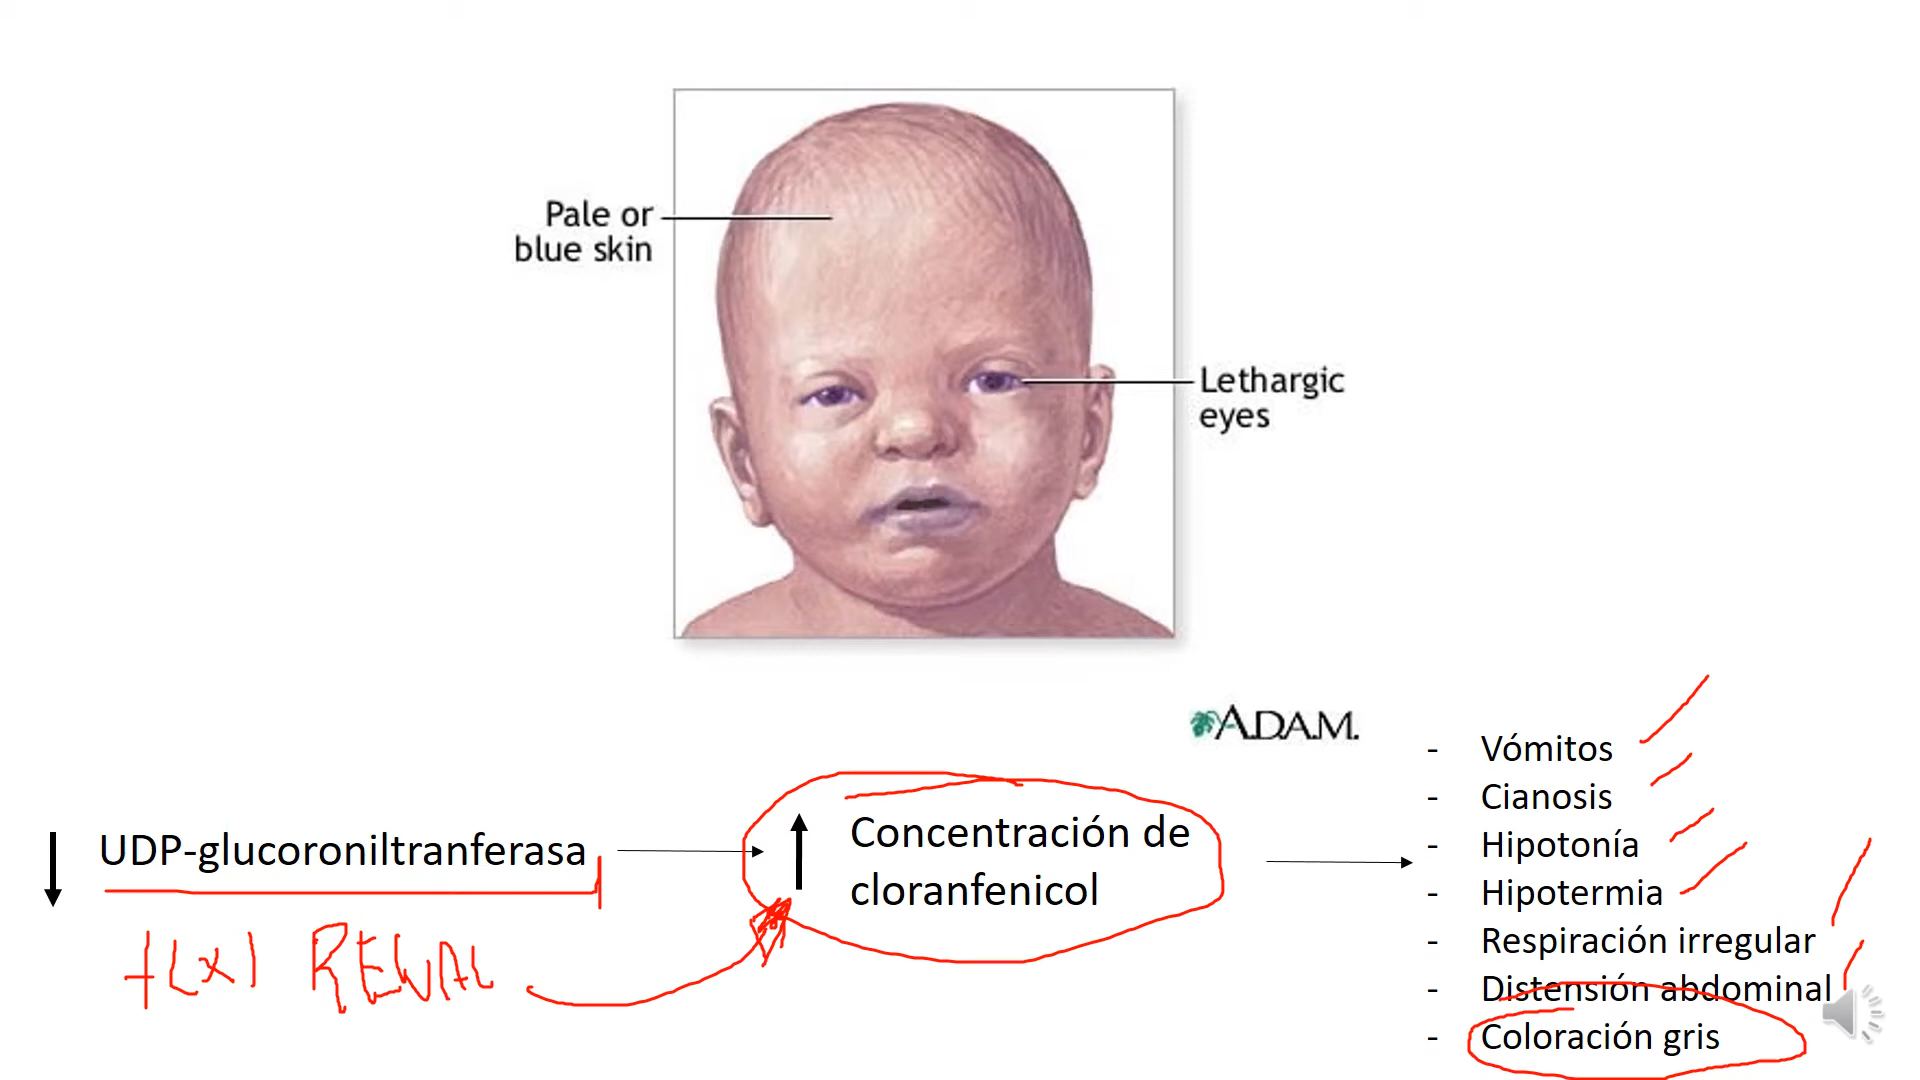 Pale or
blue skin
Lethargic
eyes
A.D.A.M.
UDP-glucoroniltranferasa
f(x) RENAL
Concentración de
cloranfenicol
- Vómitos
- Cianosis
- Hipotonía
- Hipotermia
- Respiración irregular
- Distensión abdominal
- Coloración gris